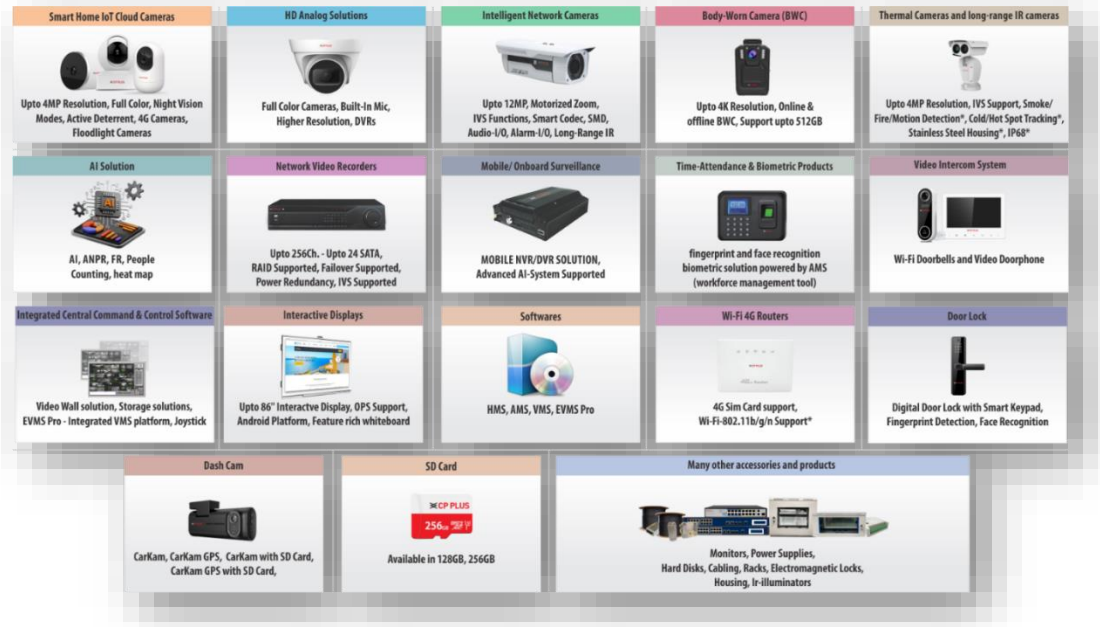 Smart Home IoT Cloud Cameras
Upto 4MP Resolution, Full Color, Night Vision
Modes, Active Deterrent, 4G Cameras,
Floodlight Cameras
HD Analog Solutions
Full Color Cameras, Built-In Mic,
Higher Resolution, DVRs
Intelligent Network Cameras
Upto 12MP, Motorized Zoom,
IVS Functions, Smart Codec, SMD,
Audio-I/O, Alarm-I/O, Long-Range IR
Body-Worn Camera (BWC)
Upto 4K Resolution, Online &
offline BWC, Support upto 512GB
Thermal Cameras and long-range IR cameras
Upto 4MP Resolution, IVS Support, Smoke/
Fire/Motion Detection*, Cold/Hot Spot Tracking*,
Stainless Steel Housing*, IP68*
AI Solution
AI
AI, ANPR, FR, People
Counting, heat map
Network Video Recorders
Upto 256Ch. - Upto 24 SATA,
RAID Supported, Failover Supported,
Power Redundancy, IVS Supported
Mobile/ Onboard Surveillance
MOBILE NVR/DVR SOLUTION,
Advanced AI-System Supported
Time-Attendance & Biometric Products
fingerprint and face recognition
biometric solution powered by AMS
(workforce management tool)
Video Intercom System
Wi-Fi Doorbells and Video Doorphone
Integrated Central Command & Control Software
Video Wall solution, Storage solutions,
EVMS Pro - Integrated VMS platform, Joystick
Interactive Displays
Upto 86" Interactve Display, OPS Support,
Android Platform, Feature rich whiteboard
Softwares
HMS, AMS, VMS, EVMS Pro
Wi-Fi 4G Routers
4G Sim Card support,
Wi-Fi-802.11b/g/n Support*
Door Lock
Digital Door Lock with Smart Keypad,
Fingerprint Detection, Face Recognition
Dash Cam
CarKam, CarKam GPS, CarKam with SD Card,
CarKam GPS with SD Card,
SD Card
CP PLUS
256GB
Available in 128GB, 256GB
Many other accessories and products
Monitors, Power Supplies,
Hard Disks, Cabling, Racks, Electromagnetic Locks,
Housing, Ir-illuminators